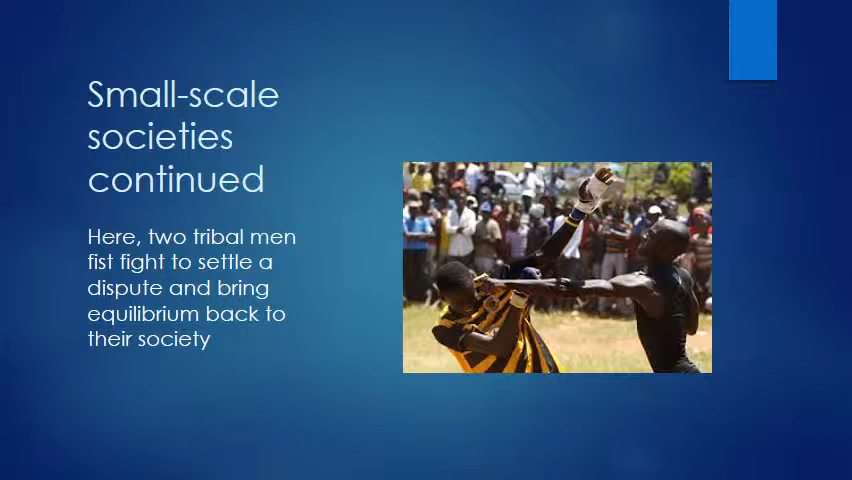 Small-scale
societies
continued
Here, two tribal men
fist fight to settle a
dispute and bring
equilibrium back to
their society